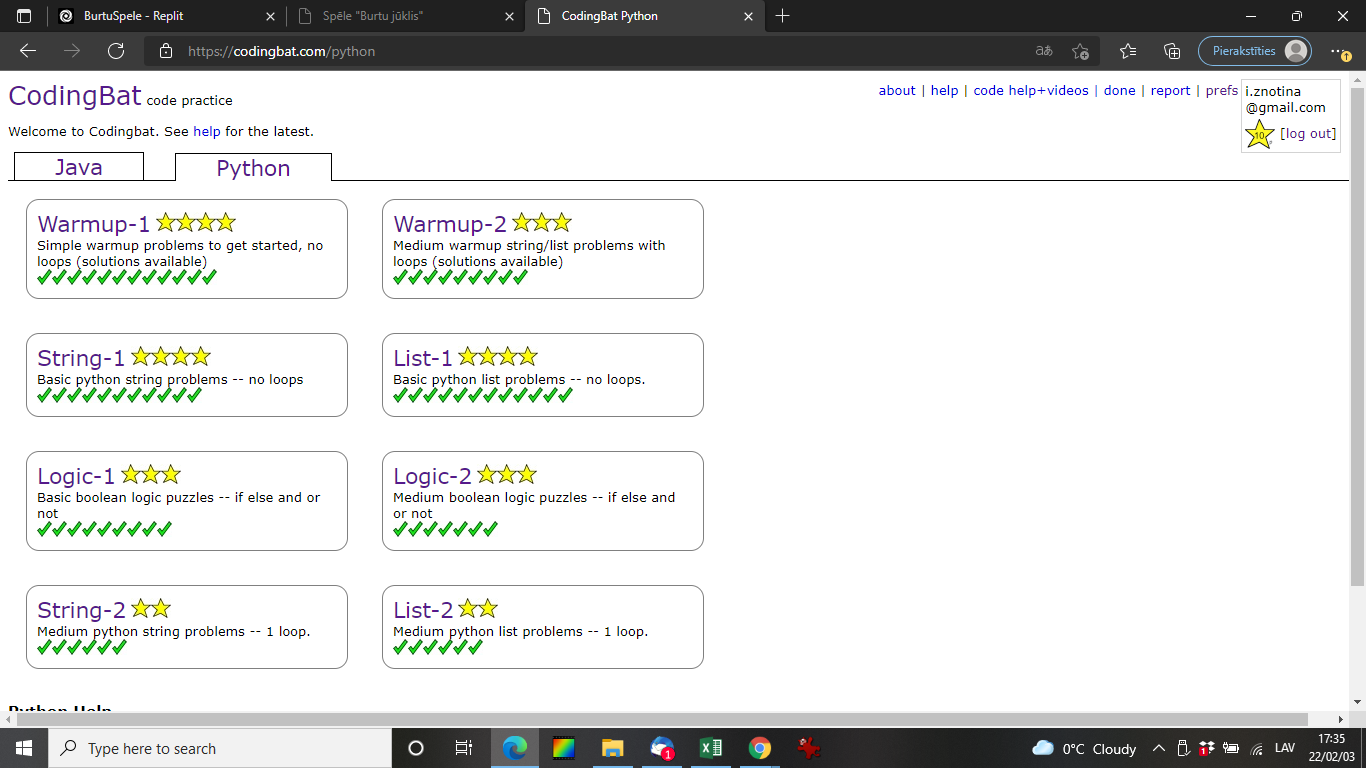 BurtuSpele - Replit
Spēle "Burtu jūklis"
CodingBat Python
https://codingbat.com/python
Pierakstīties
CodingBat code practice
about | help | code help+videos | done | report | prefs
i.znotina
@gmail.com
10
[log out]
Welcome to Codingbat. See help for the latest.
Java
Python
Warmup-1
Simple warmup problems to get started, no
loops (solutions available)
Warmup-2
Medium warmup string/list problems with
loops (solutions available)
String-1
Basic python string problems -- no loops
List-1
Basic python list problems -- no loops.
Logic-1
Basic boolean logic puzzles -- if else and or
not
Logic-2
Medium boolean logic puzzles -- if else and
or not
String-2
Medium python string problems -- 1 loop.
List-2
Medium python list problems -- 1 loop.
Python Help
Type here to search
1
0°C Cloudy
LAV
17:35
22/02/03